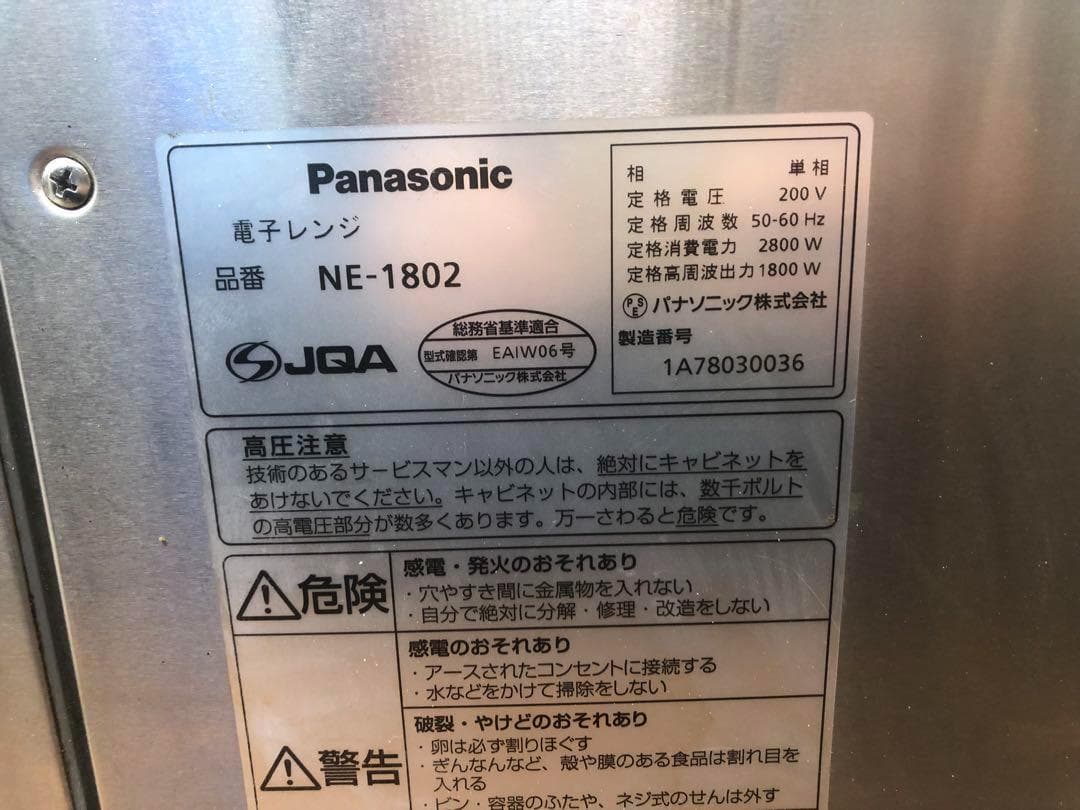 Panasonic
電子レンジ
品番 NE-1802
JQA
総務省基準適合
型式確認第 EAIW06号
パナソニック株式会社
相 単相
定格電圧 200 V
定格周波数 50-60 Hz
定格消費電力 2800 W
定格高周波出力 1800 W
PSE パナソニック株式会社
製造番号
1A78030036
高圧注意
技術のあるサービスマン以外の人は、絶対にキャビネットを
あけないでください。キャビネットの内部には、数千ボルト
の高電圧部分が数多くあります。万一さわると危険です。
危険
感電・発火のおそれあり
・穴やすき間に金属物を入れない
・自分で絶対に分解・修理・改造をしない
警告
感電のおそれあり
・アースされたコンセントに接続する
・水などをかけて掃除をしない
破裂・やけどのおそれあり
・卵は必ず割りほぐす
・ぎんなんなど、殻や膜のある食品は割れ目を
入れる
・ビン・容器のふたや、ネジ式のせんは外す